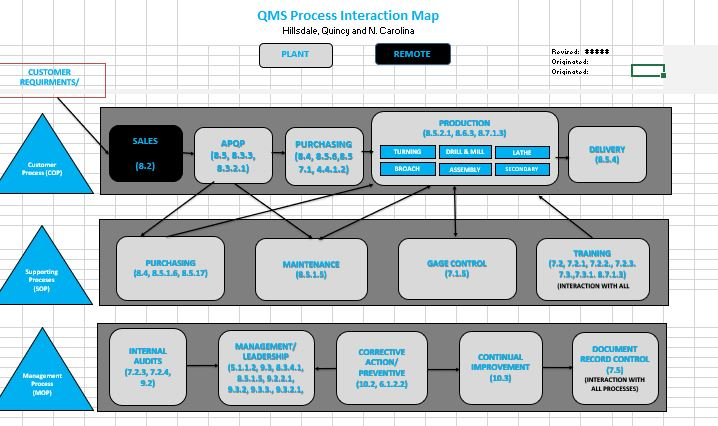 QMS Process Interaction Map
Hillsdale, Quincy and N. Carolina
PLANT
REMOTE
Revised: #####
Originated:
Originated:
CUSTOMER
REQUIRMENTS/
Customer
Process (COP)
SALES
(8.2)
APQP
(8.5, 8.3.5,
8.3.2.1)
PURCHASING
(8.4, 8.5.6,8.5
7.1, 4.4.1.2)
PRODUCTION
(8.5.2.1, 8.6.3, 8.7.1.3)
TURNING
DRILL & MILL
LATHE
BROACH
ASSEMBLY
SECONDARY
DELIVERY
(8.5.4)
Supporting
Processes
(SOP)
PURCHASING
(8.4, 8.5.1.6, 8.5.17)
MAINTENANCE
(8.5.1.5)
GAGE CONTROL
(7.1.5)
TRAINING
(7.2, 7.2.1, 7.2.2., 7.2.3.
7.3.,7.3.1. 8.7.1.3)
(INTERACTION WITH ALL
Management
Process
(MOP)
INTERNAL
AUDITS
(7.2.3, 7.2.4,
9.2)
MANAGEMENT/
LEADERSHIP
(5.1.1.2, 9.3, 8.3.4.1,
8.5.1.5, 9.2.2.1,
9.3.2, 9.3.3., 9.3.2.1,
CORRECTIVE
ACTION/
PREVENTIVE
(10.2, 6.1.2.2)
CONTINUAL
IMPROVEMENT
(10.3)
DOCUMENT
RECORD CONTROL
(7.5)
(INTERACTION WITH
ALL PROCESSES)